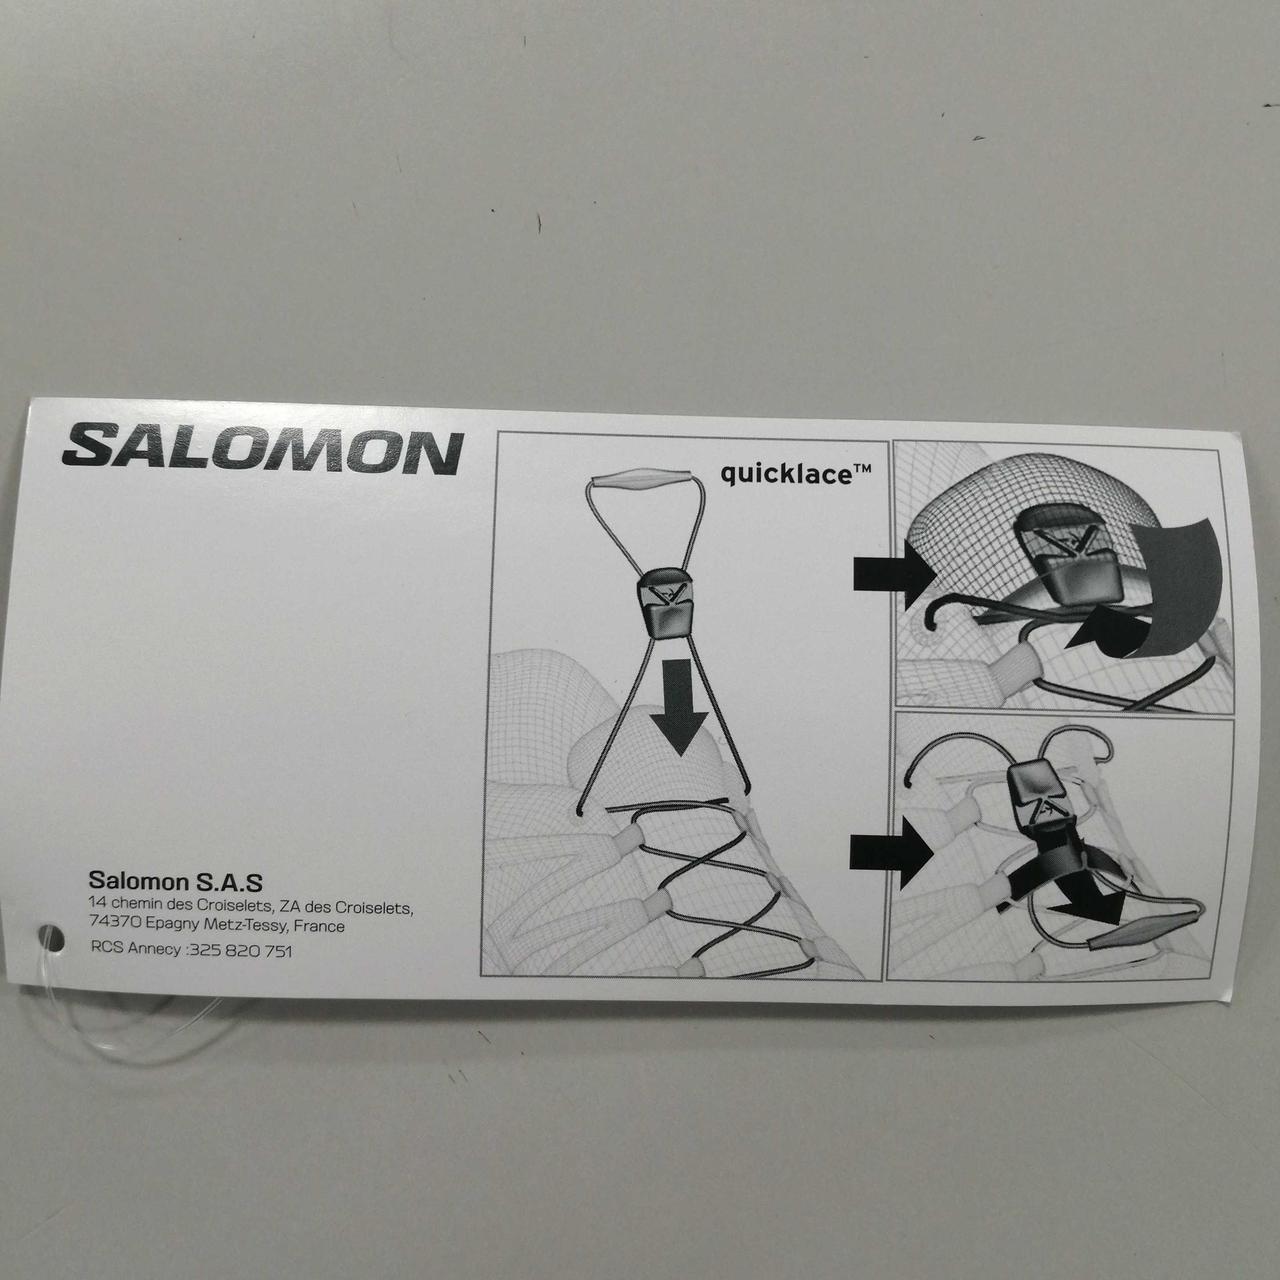 SALOMON
quicklace™
Salomon S.A.S
14 chemin des Croiselets, ZA des Croiselets,
74370 Epagny Metz-Tessy, France
RCS Annecy :325 820 751